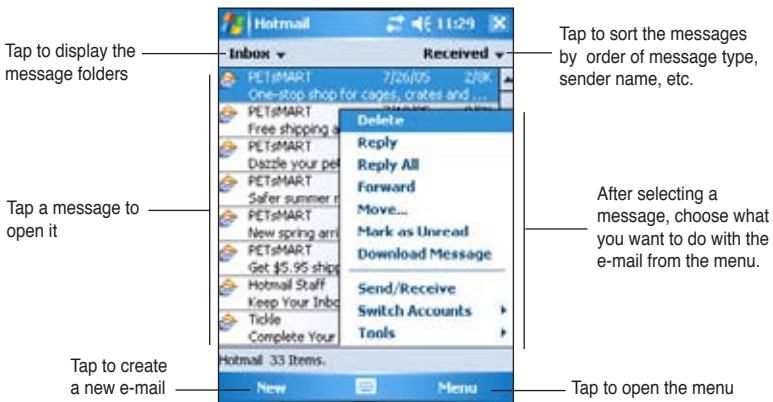 Hotmail 11:29
Inbox Received
PETsMART 7/26/05 2/8K
One-stop shop for cages, crates and ...
PETsMART
Free shipping a
PETsMART
Dazzle your pet
PETsMART
Safer summer r
PETsMART
New spring arri
PETsMART
Get $5.95 shipp
Hotmail Staff
Keep Your Inbo
Tickle
Complete Your
Delete
Reply
Reply All
Forward
Move...
Mark as Unread
Download Message
Send/Receive
Switch Accounts
Tools
Hotmail 33 Items.
New Menu
Tap to display the
message folders
Tap a message to
open it
Tap to create
a new e-mail
Tap to sort the messages
by order of message type,
sender name, etc.
After selecting a
message, choose what
you want to do with the
e-mail from the menu.
Tap to open the menu